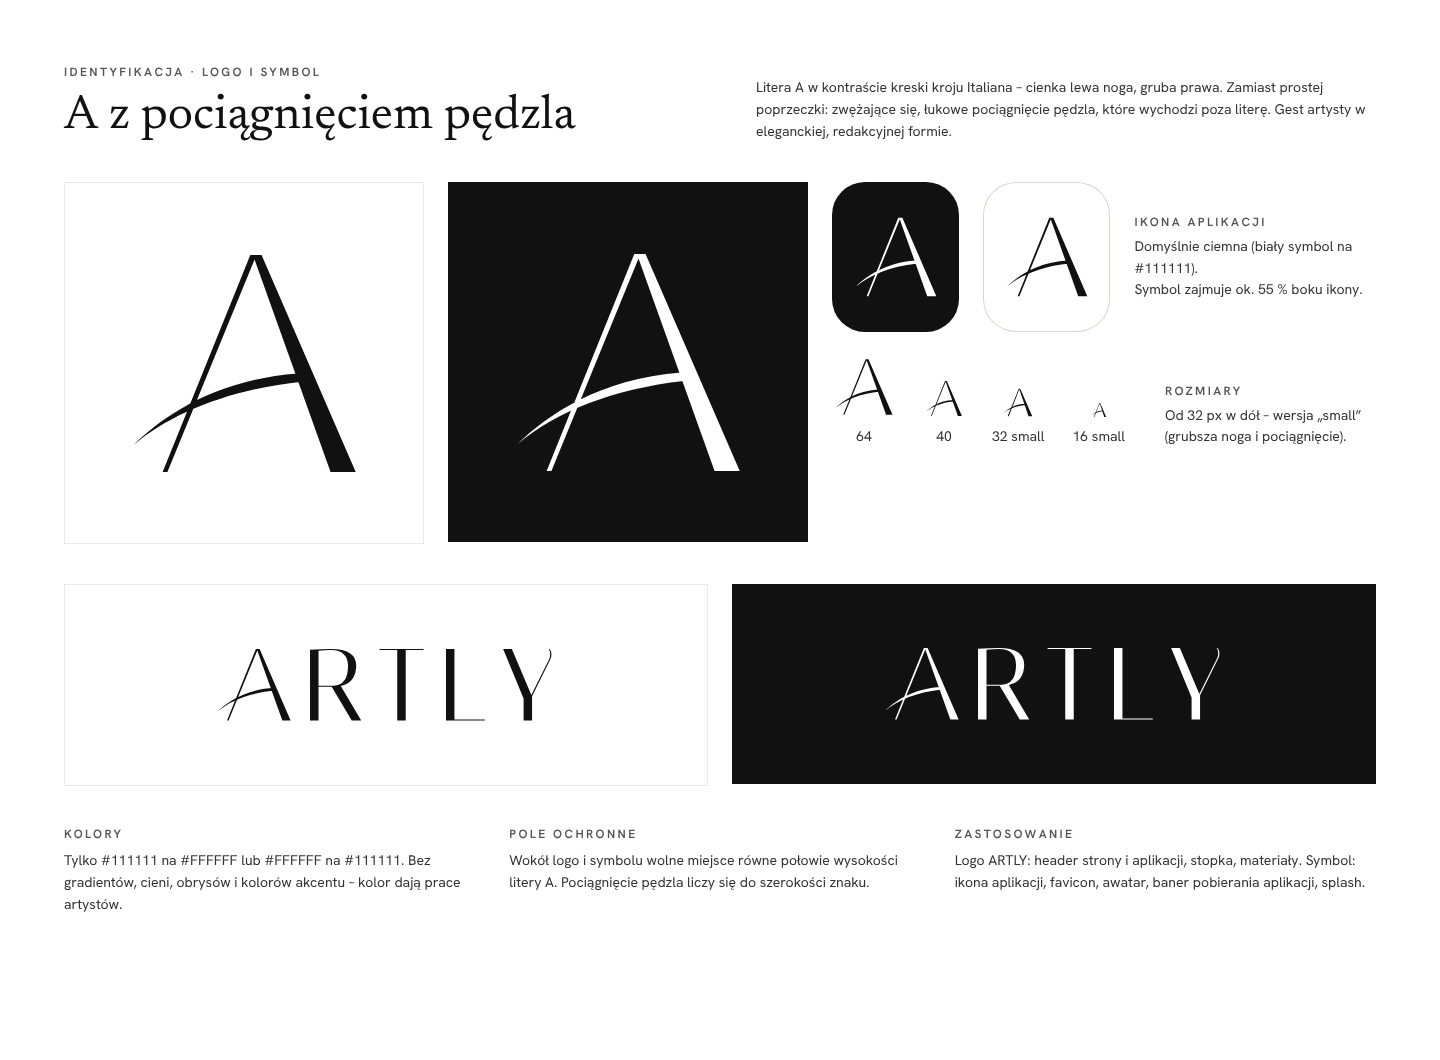 IDENTYFIKACJA · LOGO I SYMBOL
A z pociągnięciem pędzla
Litera A w kontraście kreski kroju Italiana – cienka lewa noga, gruba prawa. Zamiast prostej
poprzeczki: zwężające się, łukowe pociągnięcie pędzla, które wychodzi poza literę. Gest artysty w
eleganckiej, redakcyjnej formie.
A
A
A
A
IKONA APLIKACJI
Domyślnie ciemna (biały symbol na
#111111).
Symbol zajmuje ok. 55 % boku ikony.
A A A A
64 40 32 small 16 small
ROZMIARY
Od 32 px w dół – wersja „small”
(grubsza noga i pociągnięcie).
ARTLY
ARTLY
KOLORY
Tylko #111111 na #FFFFFF lub #FFFFFF na #111111. Bez
gradientów, cieni, obrysów i kolorów akcentu – kolor dają prace
artystów.
POLE OCHRONNE
Wokół logo i symbolu wolne miejsce równe połowie wysokości
litery A. Pociągnięcie pędzla liczy się do szerokości znaku.
ZASTOSOWANIE
Logo ARTLY: header strony i aplikacji, stopka, materiały. Symbol:
ikona aplikacji, favicon, awatar, baner pobierania aplikacji, splash.